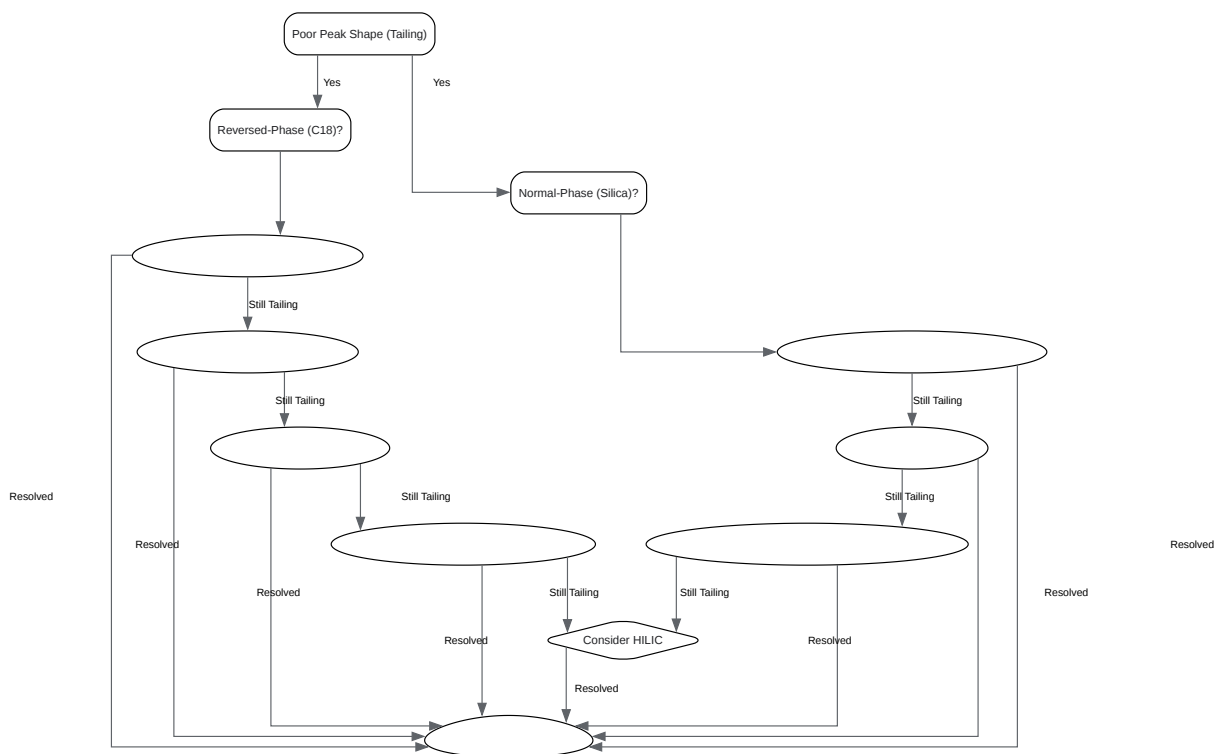 Poor Peak Shape (Tailing)
Yes
Yes
Reversed-Phase (C18)?
Normal-Phase (Silica)?
Still Tailing
Still Tailing
Still Tailing
Resolved
Still Tailing
Still Tailing
Resolved
Resolved
Resolved
Still Tailing
Still Tailing
Resolved
Resolved
Consider HILIC
Resolved
Resolved